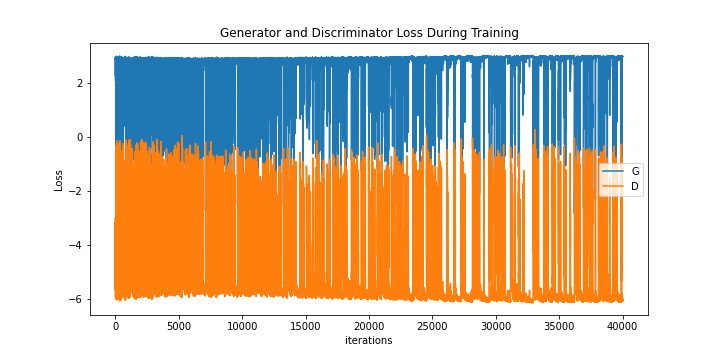 Generator and Discriminator Loss During Training
2
0
−2
−4
−6
Loss
G
D
0
5000
10000
15000
20000
25000
30000
35000
40000
iterations